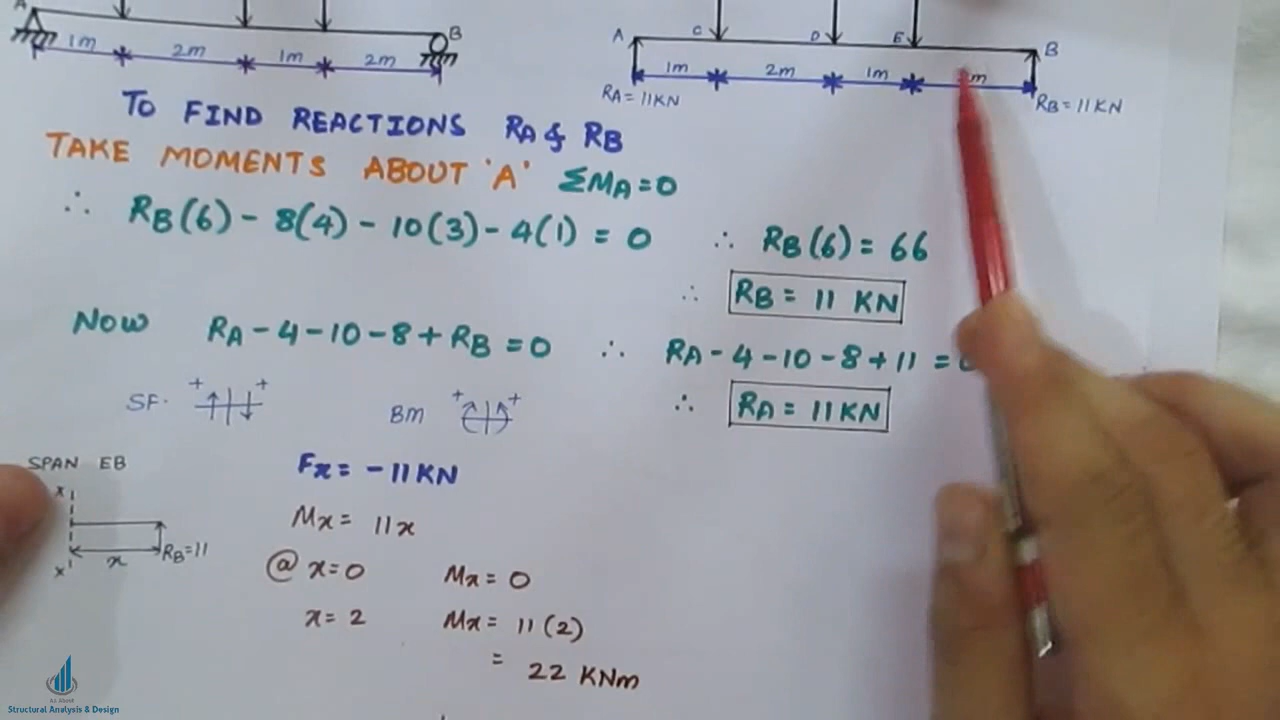 A B
1m 2m 1m 2m
A C D E B
1m 2m 1m m
RA = 11KN RB = 11 KN
TO FIND REACTIONS RA & RB
TAKE MOMENTS ABOUT 'A' ΣMA = 0
∴ RB(6) - 8(4) - 10(3) - 4(1) = 0 ∴ RB(6) = 66
∴ RB = 11 KN
NOW RA - 4 - 10 - 8 + RB = 0 ∴ RA - 4 - 10 - 8 + 11 = 0
∴ RA = 11KN
SF. + + BM + +
SPAN EB
x
x'
x
RB=11
Fx = - 11 KN
Mx = 11x
@ x = 0 Mx = 0
x = 2 Mx = 11 (2)
= 22 KNm
Structural Analysis & Design